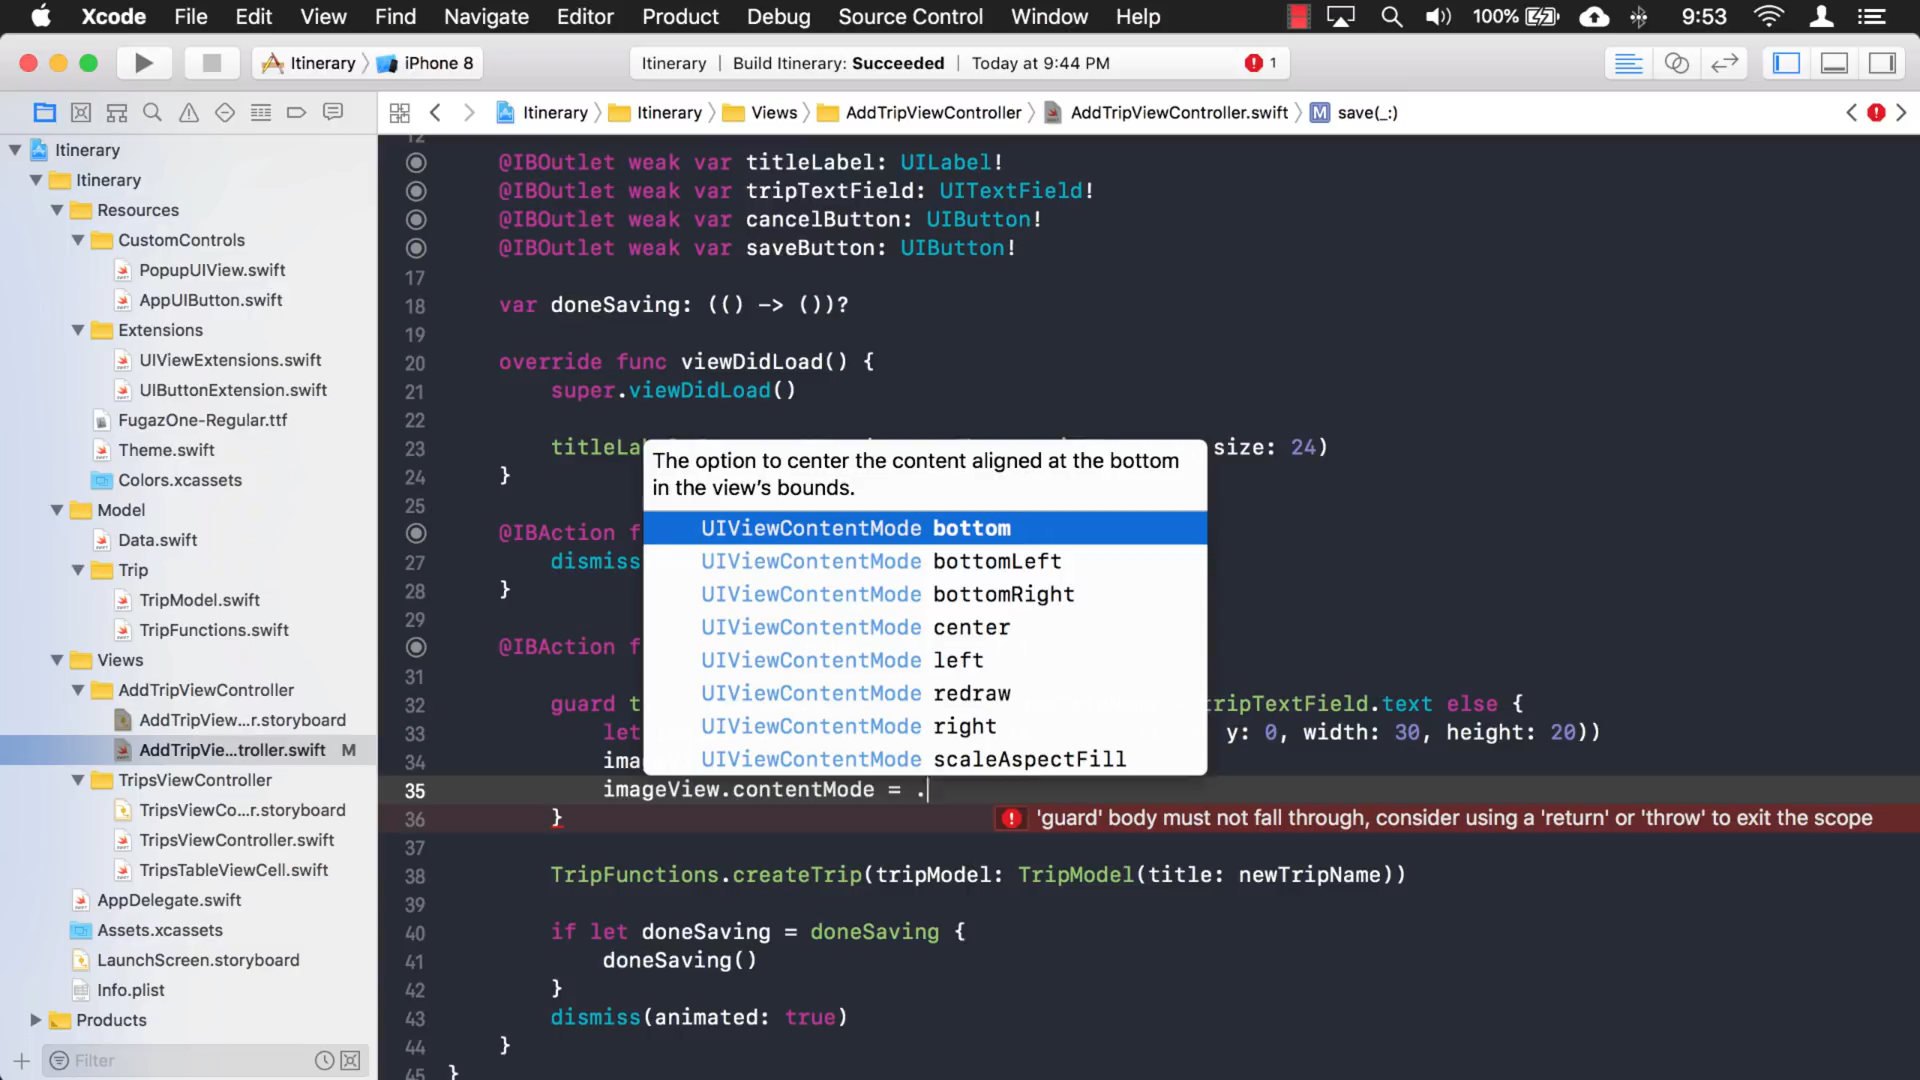 Xcode File Edit View Find Navigate Editor Product Debug Source Control Window Help 100% 9:53
Itinerary iPhone 8 Itinerary Build Itinerary: Succeeded Today at 9:44 PM 1
Itinerary Itinerary Views AddTripViewController AddTripViewController.swift M save(_:)
Itinerary
Itinerary
Resources
CustomControls
PopupUIView.swift
AppUIButton.swift
Extensions
UIViewExtensions.swift
UIButtonExtension.swift
FugazOne-Regular.ttf
Theme.swift
Colors.xcassets
Model
Data.swift
Trip
TripModel.swift
TripFunctions.swift
Views
AddTripViewController
AddTripView...r.storyboard
AddTripVie...troller.swift M
TripsViewController
TripsViewCo...r.storyboard
TripsViewController.swift
TripsTableViewCell.swift
AppDelegate.swift
Assets.xcassets
LaunchScreen.storyboard
Info.plist
Products
Filter
12
@IBOutlet weak var titleLabel: UILabel!
@IBOutlet weak var tripTextField: UITextField!
@IBOutlet weak var cancelButton: UIButton!
@IBOutlet weak var saveButton: UIButton!
17
18 var doneSaving: (() -> ())?
19
20 override func viewDidLoad() {
21 super.viewDidLoad()
22
23 titleLa size: 24)
24 }
25
@IBAction f
27 dismiss
28 }
29
@IBAction f
31
32 guard t tripTextField.text else {
33 let y: 0, width: 30, height: 20))
34 ima
35 imageView.contentMode = .
36 } 'guard' body must not fall through, consider using a 'return' or 'throw' to exit the scope
37
38 TripFunctions.createTrip(tripModel: TripModel(title: newTripName))
39
40 if let doneSaving = doneSaving {
41 doneSaving()
42 }
43 dismiss(animated: true)
44 }
45 }
The option to center the content aligned at the bottom
in the view's bounds.
UIViewContentMode bottom
UIViewContentMode bottomLeft
UIViewContentMode bottomRight
UIViewContentMode center
UIViewContentMode left
UIViewContentMode redraw
UIViewContentMode right
UIViewContentMode scaleAspectFill